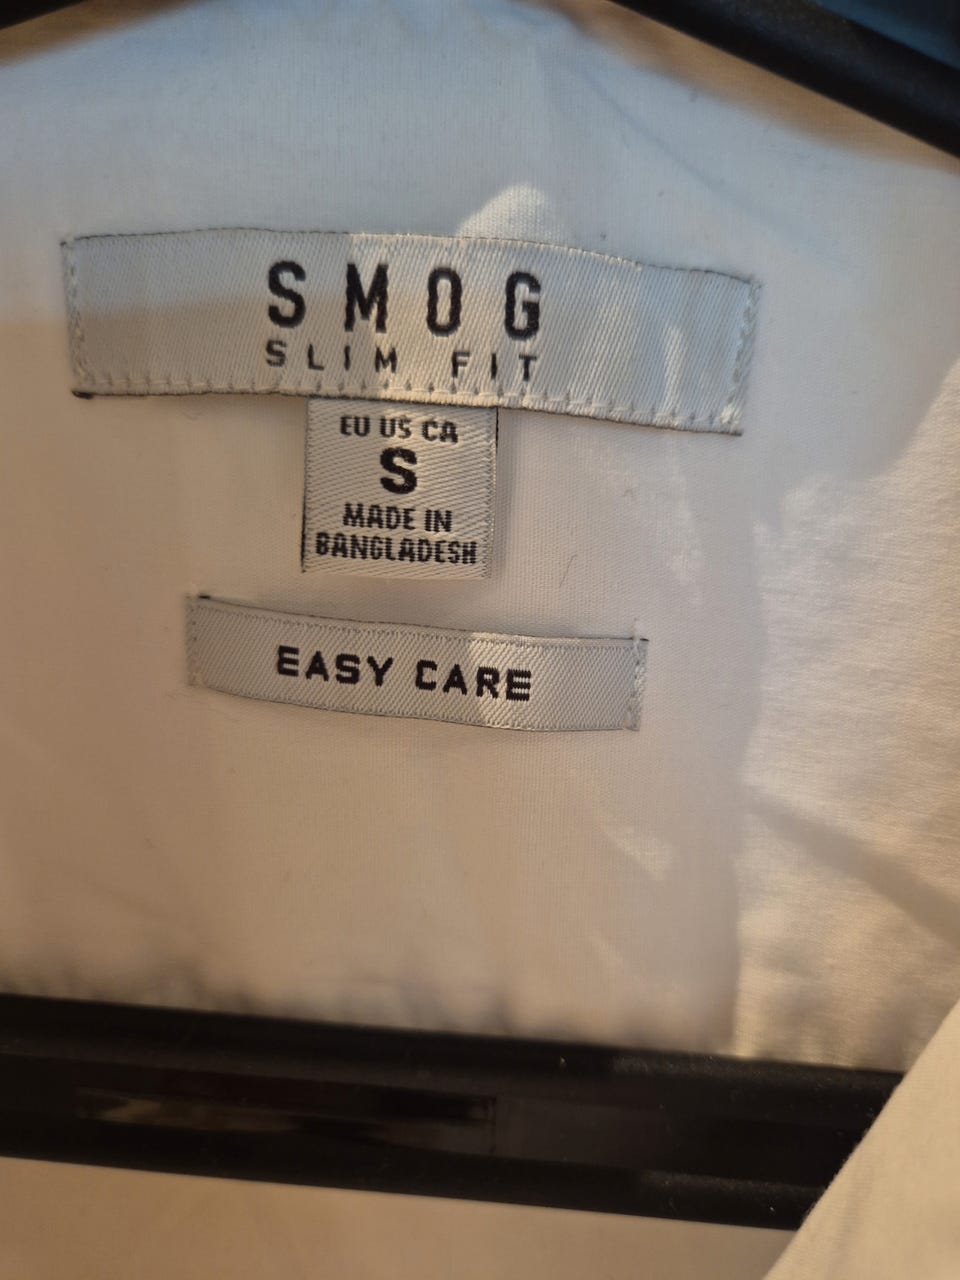 SMOG
SLIM FIT
EU US CA
S
MADE IN
BANGLADESH
EASY CARE